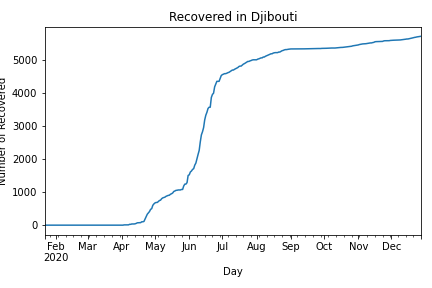 Recovered in Djibouti
Number of Recovered
5000
4000
3000
2000
1000
0
Feb Mar Apr May Jun Jul Aug Sep Oct Nov Dec
2020
Day